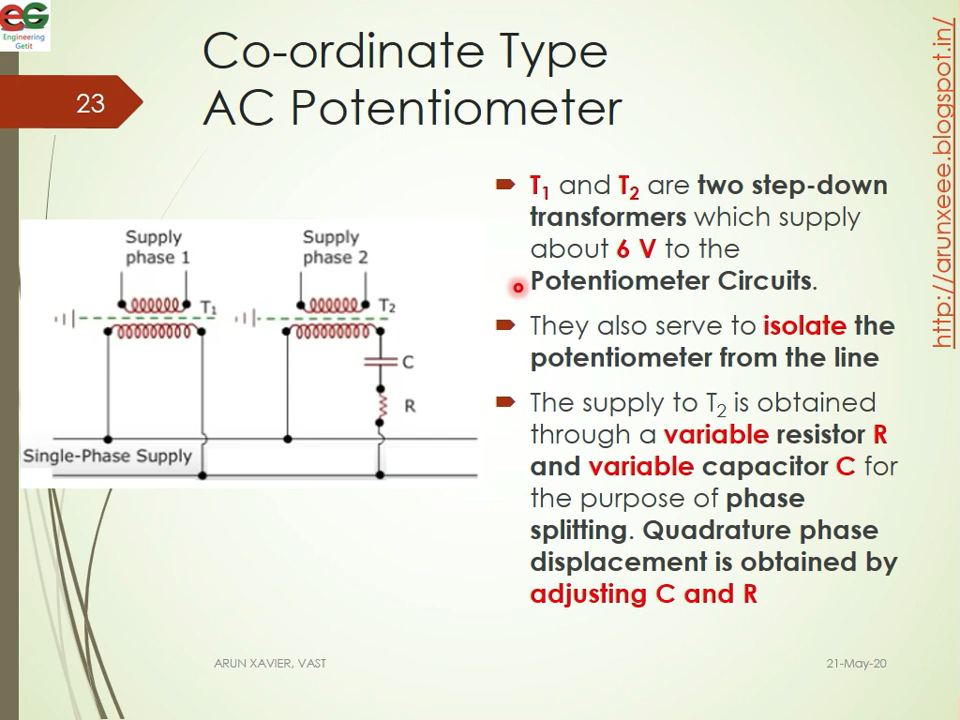 eG
Engineering
Getit
Co-ordinate Type
AC Potentiometer
23
http://arunxeee.blogspot.in/
Supply
phase 1
Supply
phase 2
T1
T2
C
R
Single-Phase Supply
T1 and T2 are two step-down
transformers which supply
about 6 V to the
Potentiometer Circuits.
They also serve to isolate the
potentiometer from the line
The supply to T2 is obtained
through a variable resistor R
and variable capacitor C for
the purpose of phase
splitting. Quadrature phase
displacement is obtained by
adjusting C and R
ARUN XAVIER, VAST
21-May-20